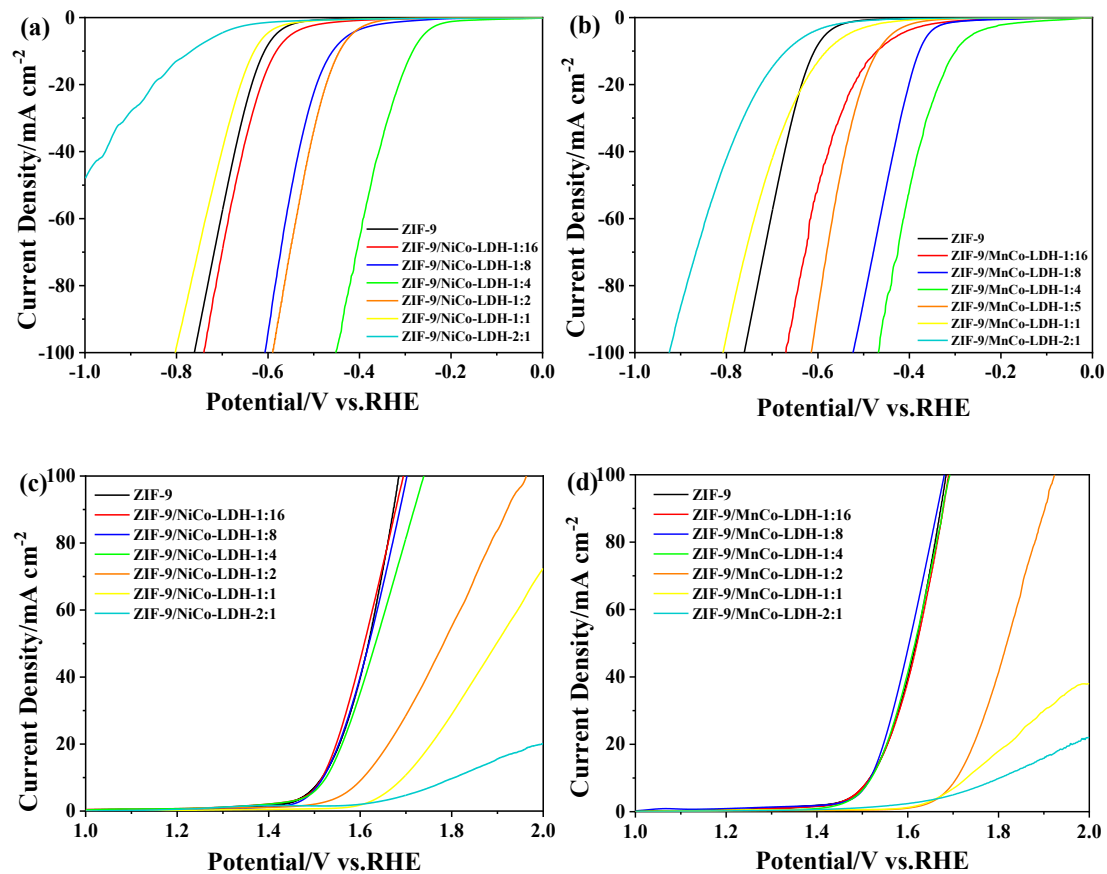 (a)
0
-20
-40
-60
-80
-100
Current Density/mA cm⁻²
ZIF-9
ZIF-9/NiCo-LDH-1:16
ZIF-9/NiCo-LDH-1:8
ZIF-9/NiCo-LDH-1:4
ZIF-9/NiCo-LDH-1:2
ZIF-9/NiCo-LDH-1:1
ZIF-9/NiCo-LDH-2:1
-1.0 -0.8 -0.6 -0.4 -0.2 0.0
Potential/V vs.RHE
(b)
0
-20
-40
-60
-80
-100
Current Density/mA cm⁻²
ZIF-9
ZIF-9/MnCo-LDH-1:16
ZIF-9/MnCo-LDH-1:8
ZIF-9/MnCo-LDH-1:4
ZIF-9/MnCo-LDH-1:5
ZIF-9/MnCo-LDH-1:1
ZIF-9/MnCo-LDH-2:1
-1.0 -0.8 -0.6 -0.4 -0.2 0.0
Potential/V vs.RHE
(c)
100
80
60
40
20
0
Current Density/mA cm⁻²
ZIF-9
ZIF-9/NiCo-LDH-1:16
ZIF-9/NiCo-LDH-1:8
ZIF-9/NiCo-LDH-1:4
ZIF-9/NiCo-LDH-1:2
ZIF-9/NiCo-LDH-1:1
ZIF-9/NiCo-LDH-2:1
1.0 1.2 1.4 1.6 1.8 2.0
Potential/V vs.RHE
(d)
100
80
60
40
20
0
Current Density/mA cm⁻²
ZIF-9
ZIF-9/MnCo-LDH-1:16
ZIF-9/MnCo-LDH-1:8
ZIF-9/MnCo-LDH-1:4
ZIF-9/MnCo-LDH-1:2
ZIF-9/MnCo-LDH-1:1
ZIF-9/MnCo-LDH-2:1
1.0 1.2 1.4 1.6 1.8 2.0
Potential/V vs.RHE